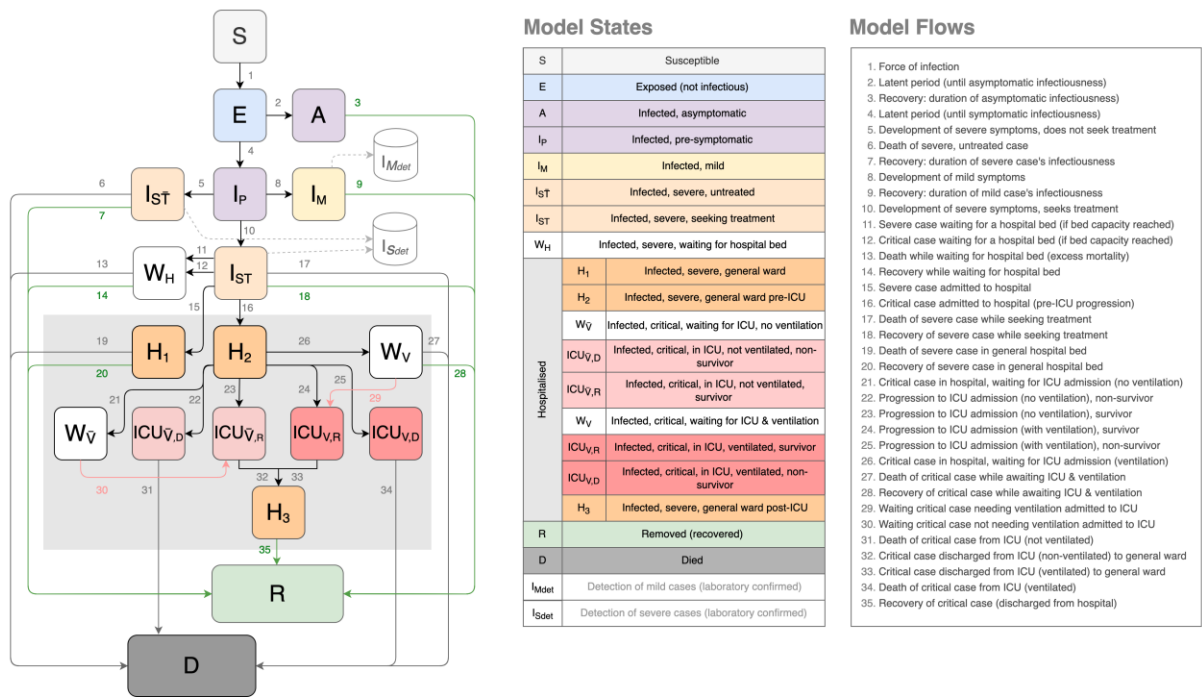 S
1
E
2
A
3
4
I_Mdet
6
I_ST̄
5
I_P
8
I_M
9
7
10
I_Sdet
13
W_H
11
12
I_ST
17
14
15
16
18
19
H_1
H_2
26
W_V
27
20
28
21
22
23
24
25
29
W_V̄
ICU_V̄,D
ICU_V̄,R
ICU_V,R
ICU_V,D
30
31
32
33
34
H_3
35
R
D
Model States
S Susceptible
E Exposed (not infectious)
A Infected, asymptomatic
I_P Infected, pre-symptomatic
I_M Infected, mild
I_ST̄ Infected, severe, untreated
I_ST Infected, severe, seeking treatment
W_H Infected, severe, waiting for hospital bed
Hospitalised
H_1 Infected, severe, general ward
H_2 Infected, severe, general ward pre-ICU
W_V̄ Infected, critical, waiting for ICU, no ventilation
ICU_V̄,D Infected, critical, in ICU, not ventilated, non-
survivor
ICU_V̄,R Infected, critical, in ICU, not ventilated,
survivor
W_V Infected, critical, waiting for ICU & ventilation
ICU_V,R Infected, critical, in ICU, ventilated, survivor
ICU_V,D Infected, critical, in ICU, ventilated, non-
survivor
H_3 Infected, severe, general ward post-ICU
R Removed (recovered)
D Died
I_Mdet Detection of mild cases (laboratory confirmed)
I_Sdet Detection of severe cases (laboratory confirmed)
Model Flows
1. Force of infection
2. Latent period (until asymptomatic infectiousness)
3. Recovery: duration of asymptomatic infectiousness)
4. Latent period (until symptomatic infectiousness)
5. Development of severe symptoms, does not seek treatment
6. Death of severe, untreated case
7. Recovery: duration of severe case's infectiousness
8. Development of mild symptoms
9. Recovery: duration of mild case's infectiousness
10. Development of severe symptoms, seeks treatment
11. Severe case waiting for a hospital bed (if bed capacity reached)
12. Critical case waiting for a hospital bed (if bed capacity reached)
13. Death while waiting for hospital bed (excess mortality)
14. Recovery while waiting for hospital bed
15. Severe case admitted to hospital
16. Critical case admitted to hospital (pre-ICU progression)
17. Death of severe case while seeking treatment
18. Recovery of severe case while seeking treatment
19. Death of severe case in general hospital bed
20. Recovery of severe case in general hospital bed
21. Critical case in hospital, waiting for ICU admission (no ventilation)
22. Progression to ICU admission (no ventilation), non-survivor
23. Progression to ICU admission (no ventilation), survivor
24. Progression to ICU admission (with ventilation), survivor
25. Progression to ICU admission (with ventilation), non-survivor
26. Critical case in hospital, waiting for ICU admission (ventilation)
27. Death of critical case while awaiting ICU & ventilation
28. Recovery of critical case while awaiting ICU & ventilation
29. Waiting critical case needing ventilation admitted to ICU
30. Waiting critical case not needing ventilation admitted to ICU
31. Death of critical case from ICU (not ventilated)
32. Critical case discharged from ICU (non-ventilated) to general ward
33. Critical case discharged from ICU (ventilated) to general ward
34. Death of critical case from ICU (ventilated)
35. Recovery of critical case (discharged from hospital)